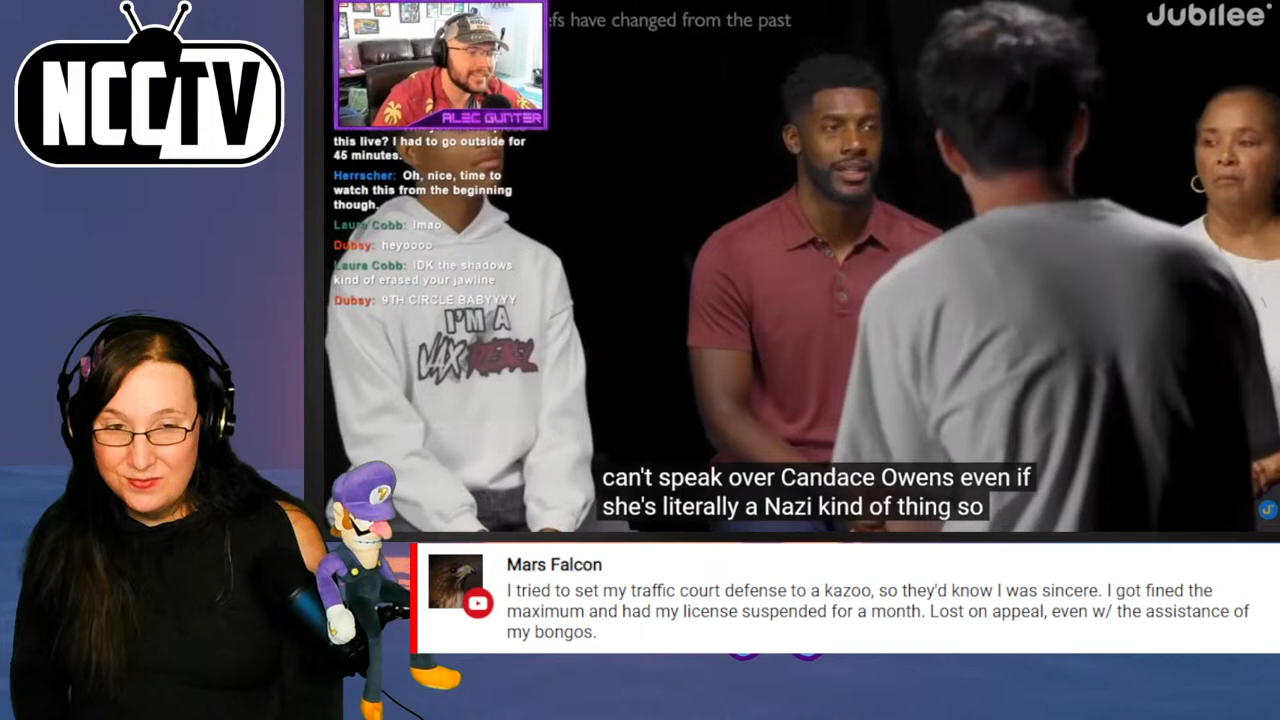 efs have changed from the past
Jubilee
NCCTV
ALEC GUNTER
this live? I had to go outside for
45 minutes.
Herrscher: Oh, nice, time to
watch this from the beginning
though.
Laura Cobb: lmao
Dubsy: heyoooo
Laura Cobb: IDK the shadows
kind of erased your jawline
Dubsy: 9TH CIRCLE BABYYYY
I'M A
VAX REBEL
can't speak over Candace Owens even if
she's literally a Nazi kind of thing so
Mars Falcon
I tried to set my traffic court defense to a kazoo, so they'd know I was sincere. I got fined the
maximum and had my license suspended for a month. Lost on appeal, even w/ the assistance of
my bongos.